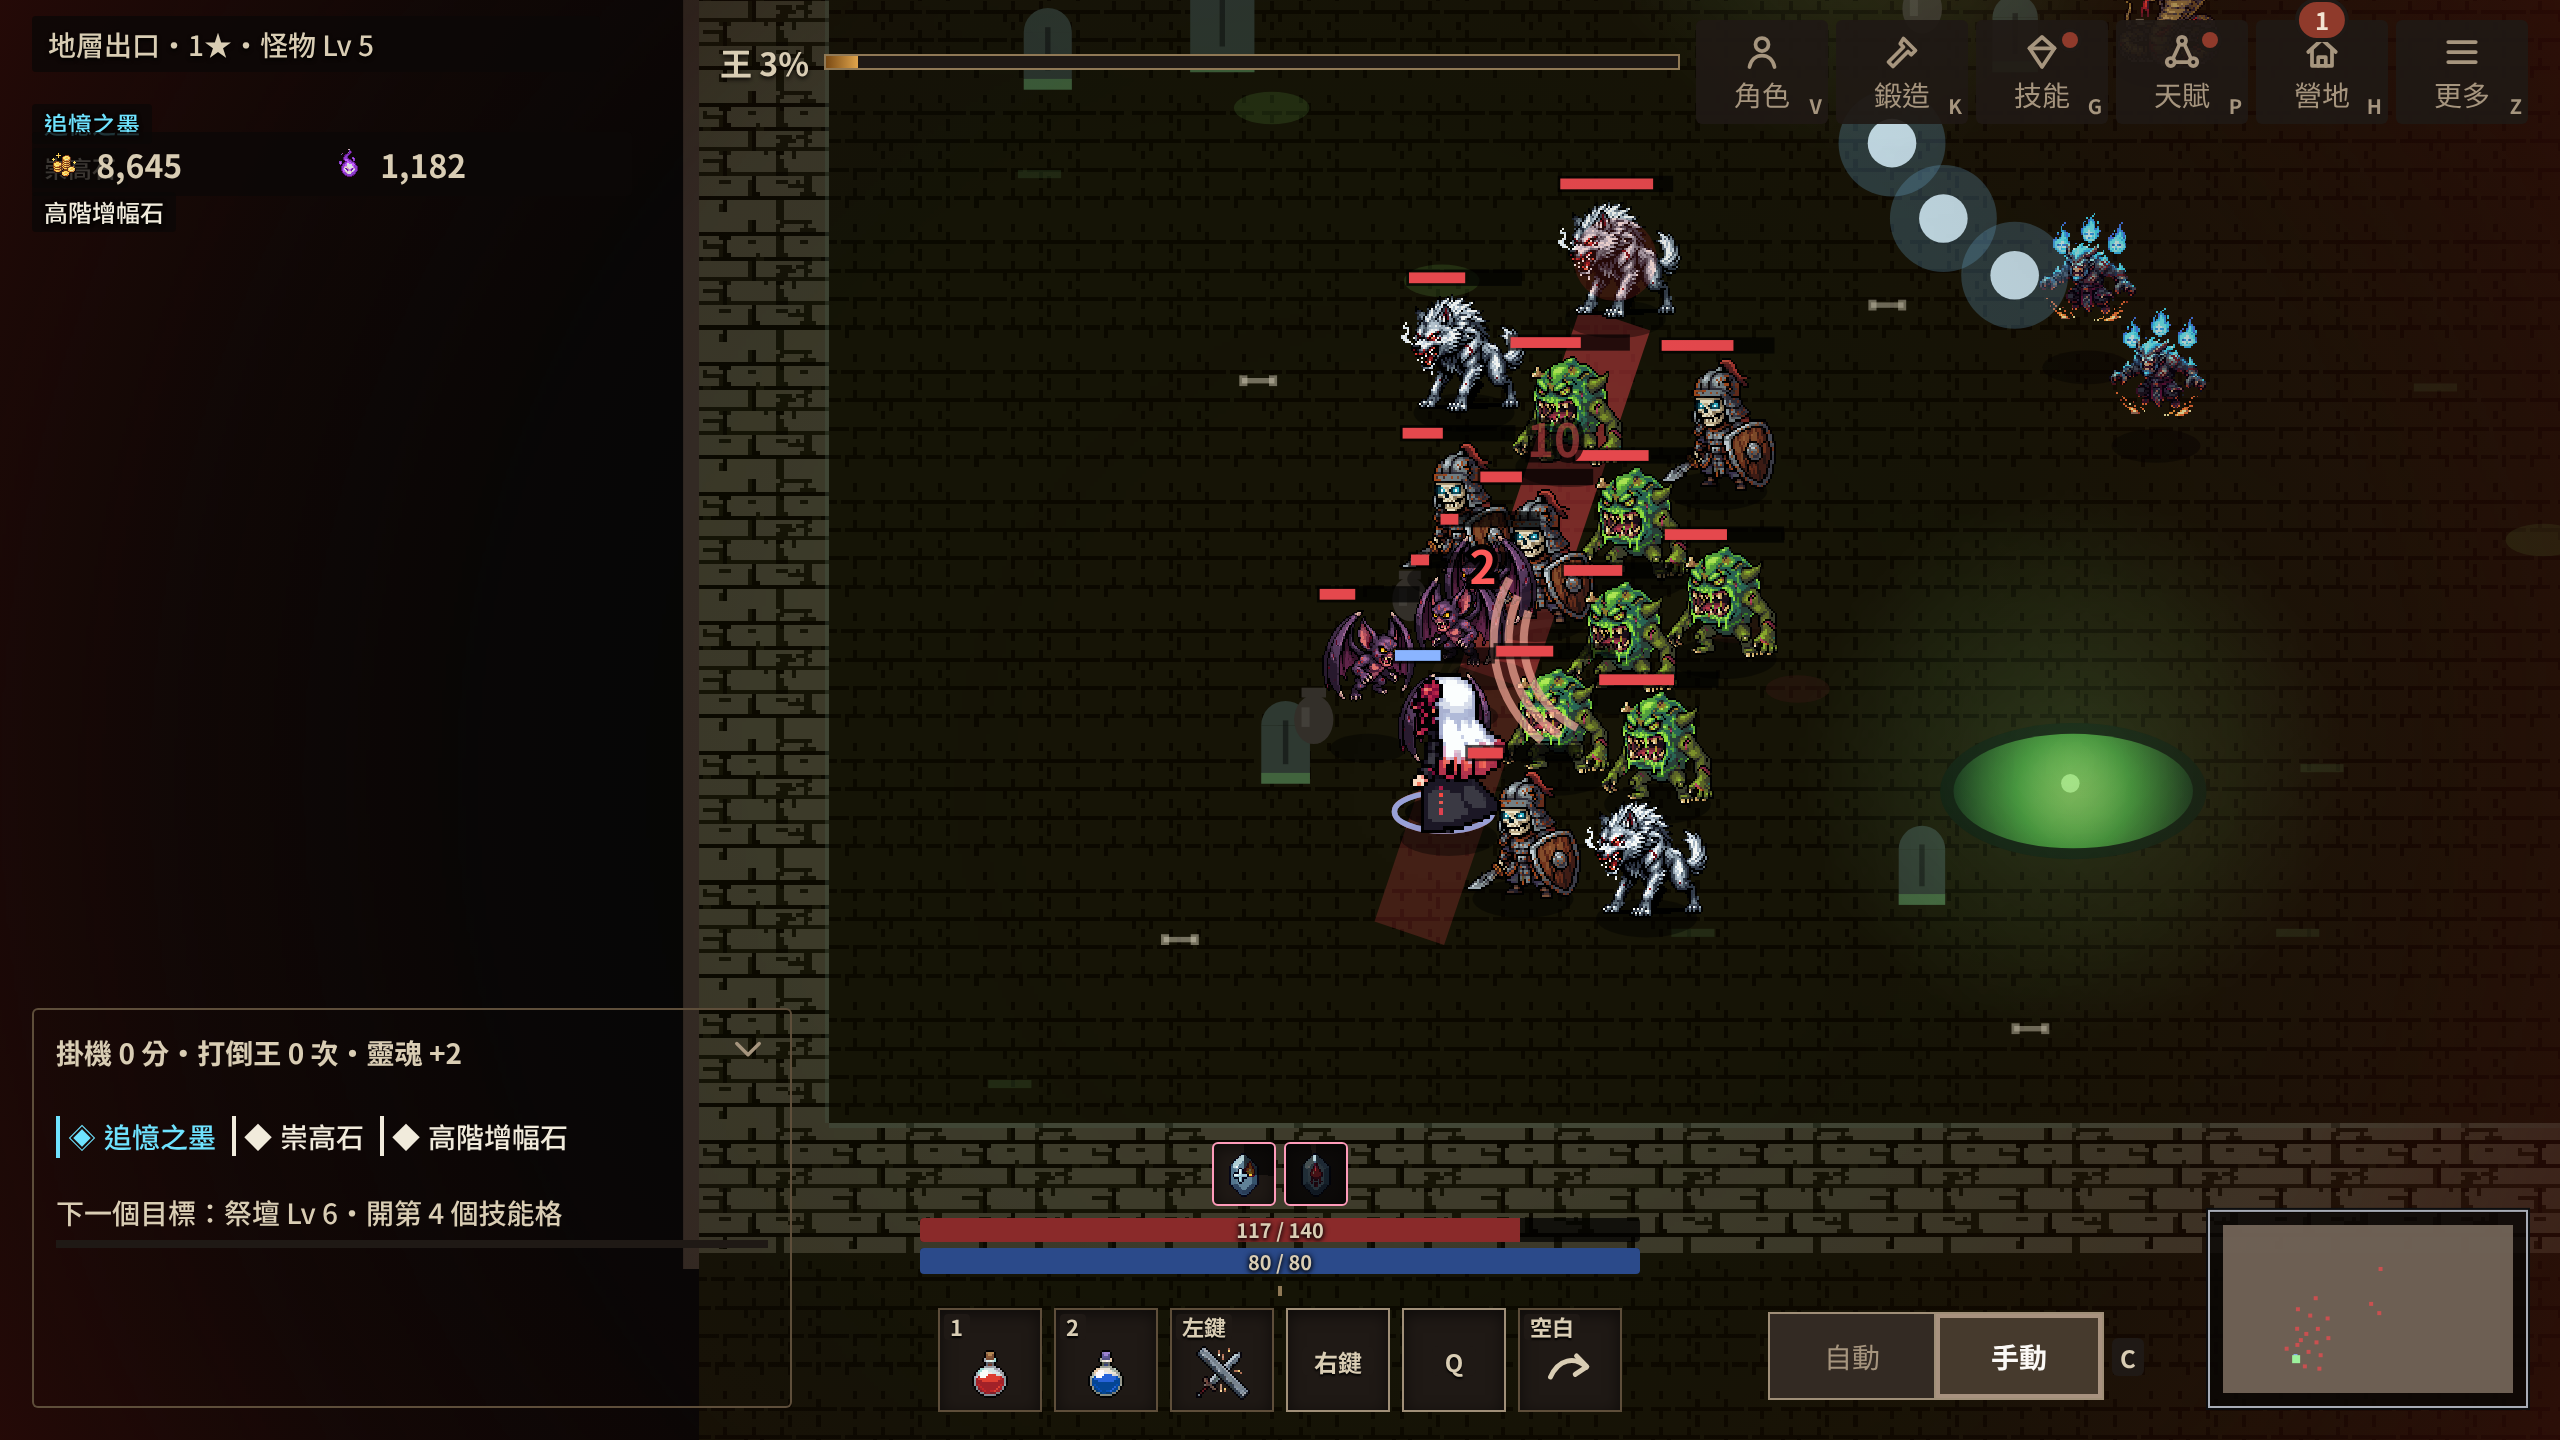 地層出口・1★・怪物 Lv 5
王 3%
1
角色 V
鍛造 K
技能 G
天賦 P
營地 H
更多 Z
追憶之墨
崇高石
8,645
1,182
高階增幅石
10
2
掛機 0 分・打倒王 0 次・靈魂 +2
◈ 追憶之墨 ◆ 崇高石 ◆ 高階增幅石
下一個目標：祭壇 Lv 6・開第 4 個技能格
117 / 140
80 / 80
1
2
左鍵
右鍵
Q
空白
自動
手動
C